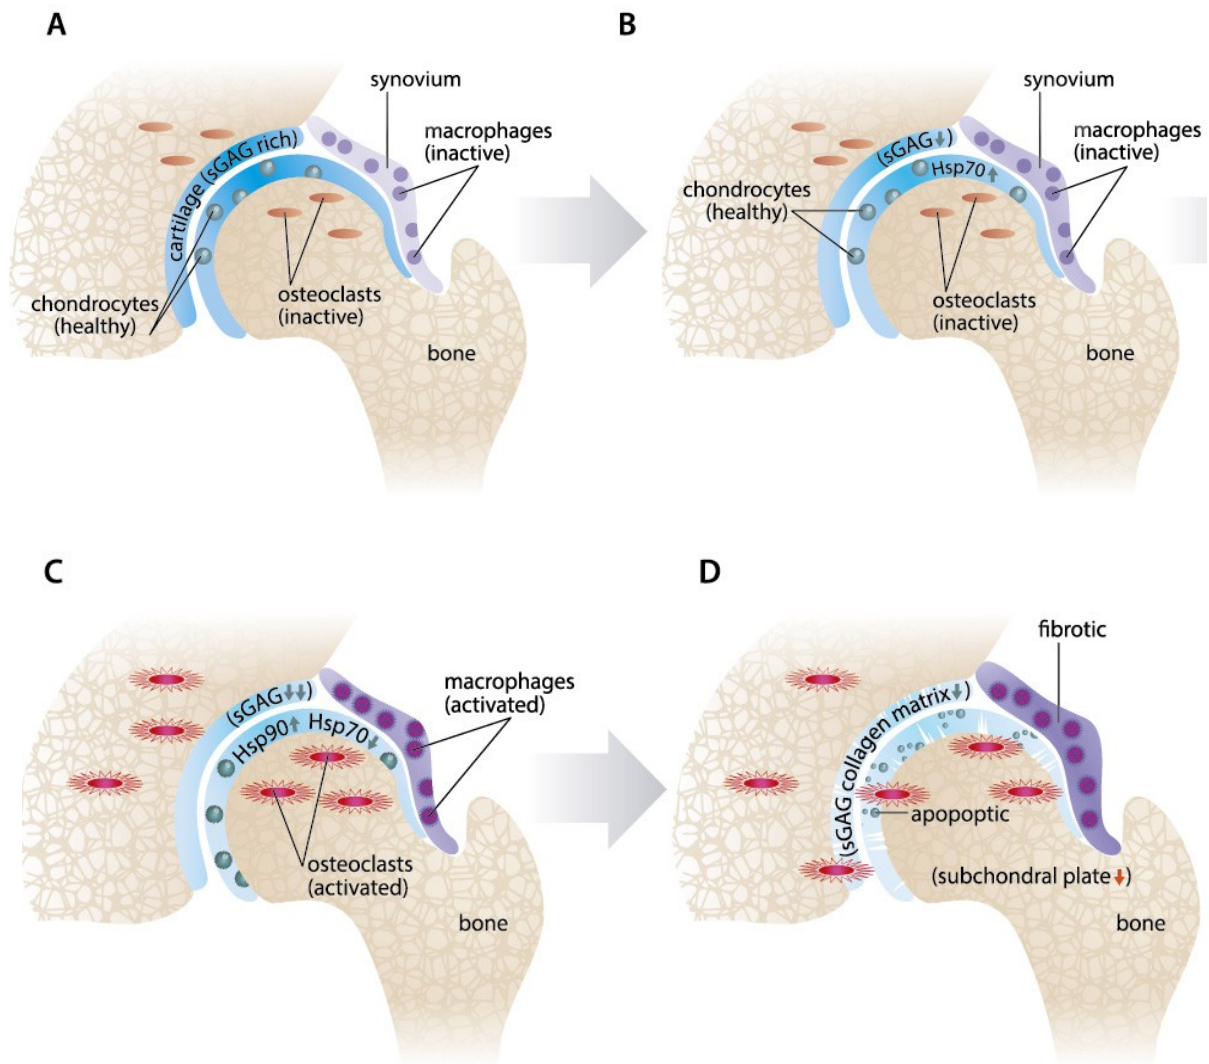 A
synovium
macrophages
(inactive)
cartilage (sGAG rich)
chondrocytes
(healthy)
osteoclasts
(inactive)
bone
B
synovium
macrophages
(inactive)
(sGAG↓)
Hsp70↑
chondrocytes
(healthy)
osteoclasts
(inactive)
bone
C
macrophages
(activated)
(sGAG↓↓)
Hsp90↑ Hsp70↓
osteoclasts
(activated)
bone
D
fibrotic
(sGAG collagen matrix↓)
apopoptic
(subchondral plate↓)
bone